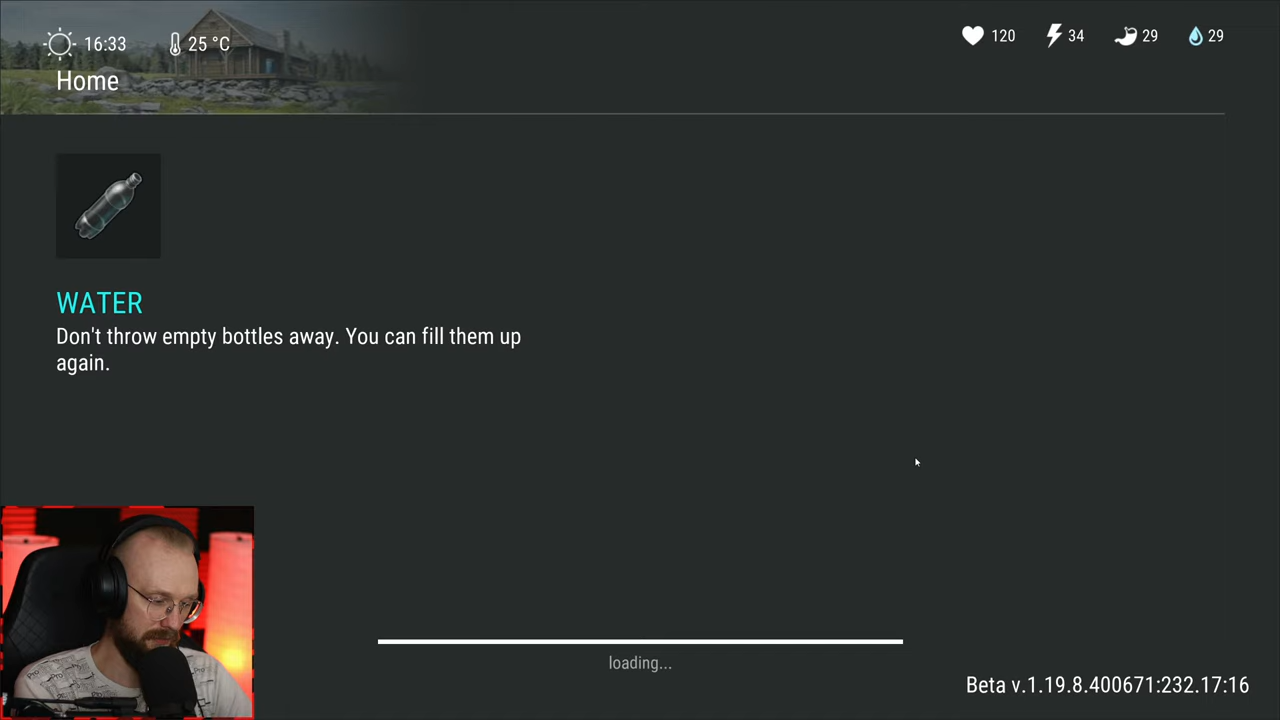 16:33
25 °C
120
34
29
29
Home
WATER
Don't throw empty bottles away. You can fill them up
again.
loading...
Beta v.1.19.8.400671:232.17:16